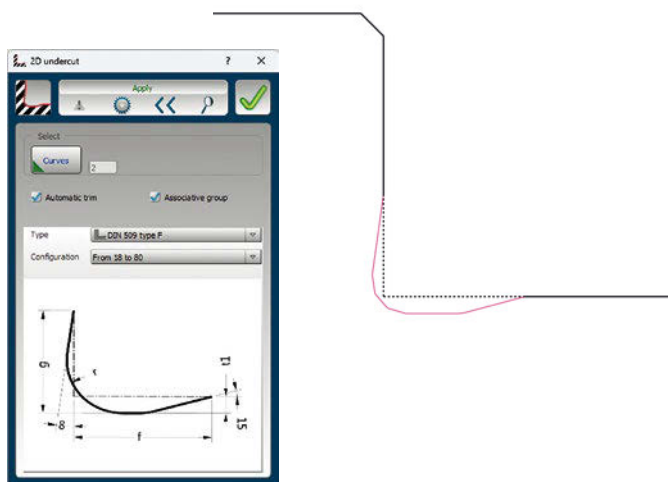 2D undercut ? ×
Apply
Select
Curves 2
Automatic trim Associative group
Type DIN 509 type F
Configuration From 18 to 80
g
r
t1
8
f
15